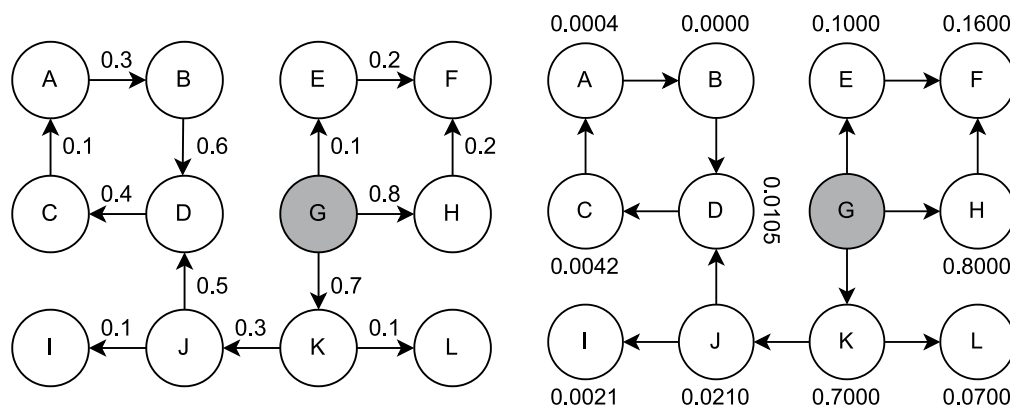 0.0004 0.0000 0.1000 0.1600
A 0.3 B E 0.2 F A B E F
0.1 0.6 0.1 0.2
C 0.4 D G 0.8 H C D 0.0105 G H
0.0042 0.8000
0.5 0.7
I 0.1 J 0.3 K 0.1 L I J K L
0.0021 0.0210 0.7000 0.0700